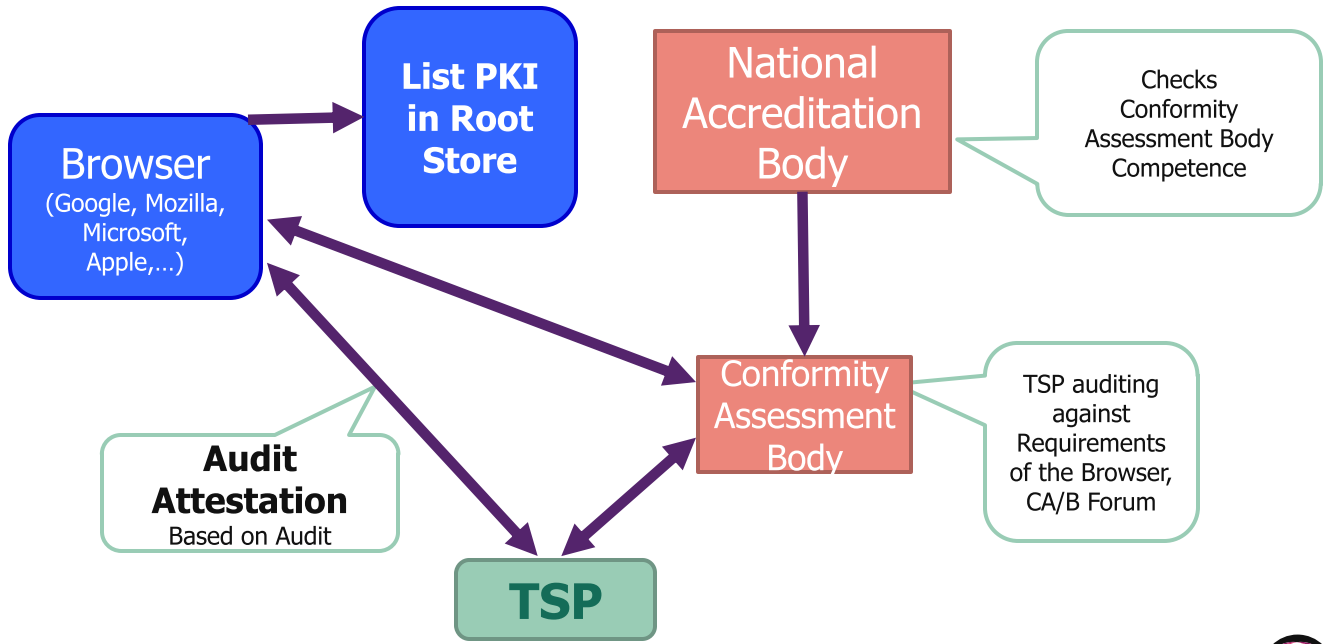 List PKI
in Root
Store
National
Accreditation
Body
Checks
Conformity
Assessment Body
Competence
Browser
(Google, Mozilla,
Microsoft,
Apple,...)
Conformity
Assessment
Body
TSP auditing
against
Requirements
of the Browser,
CA/B Forum
Audit
Attestation
Based on Audit
TSP